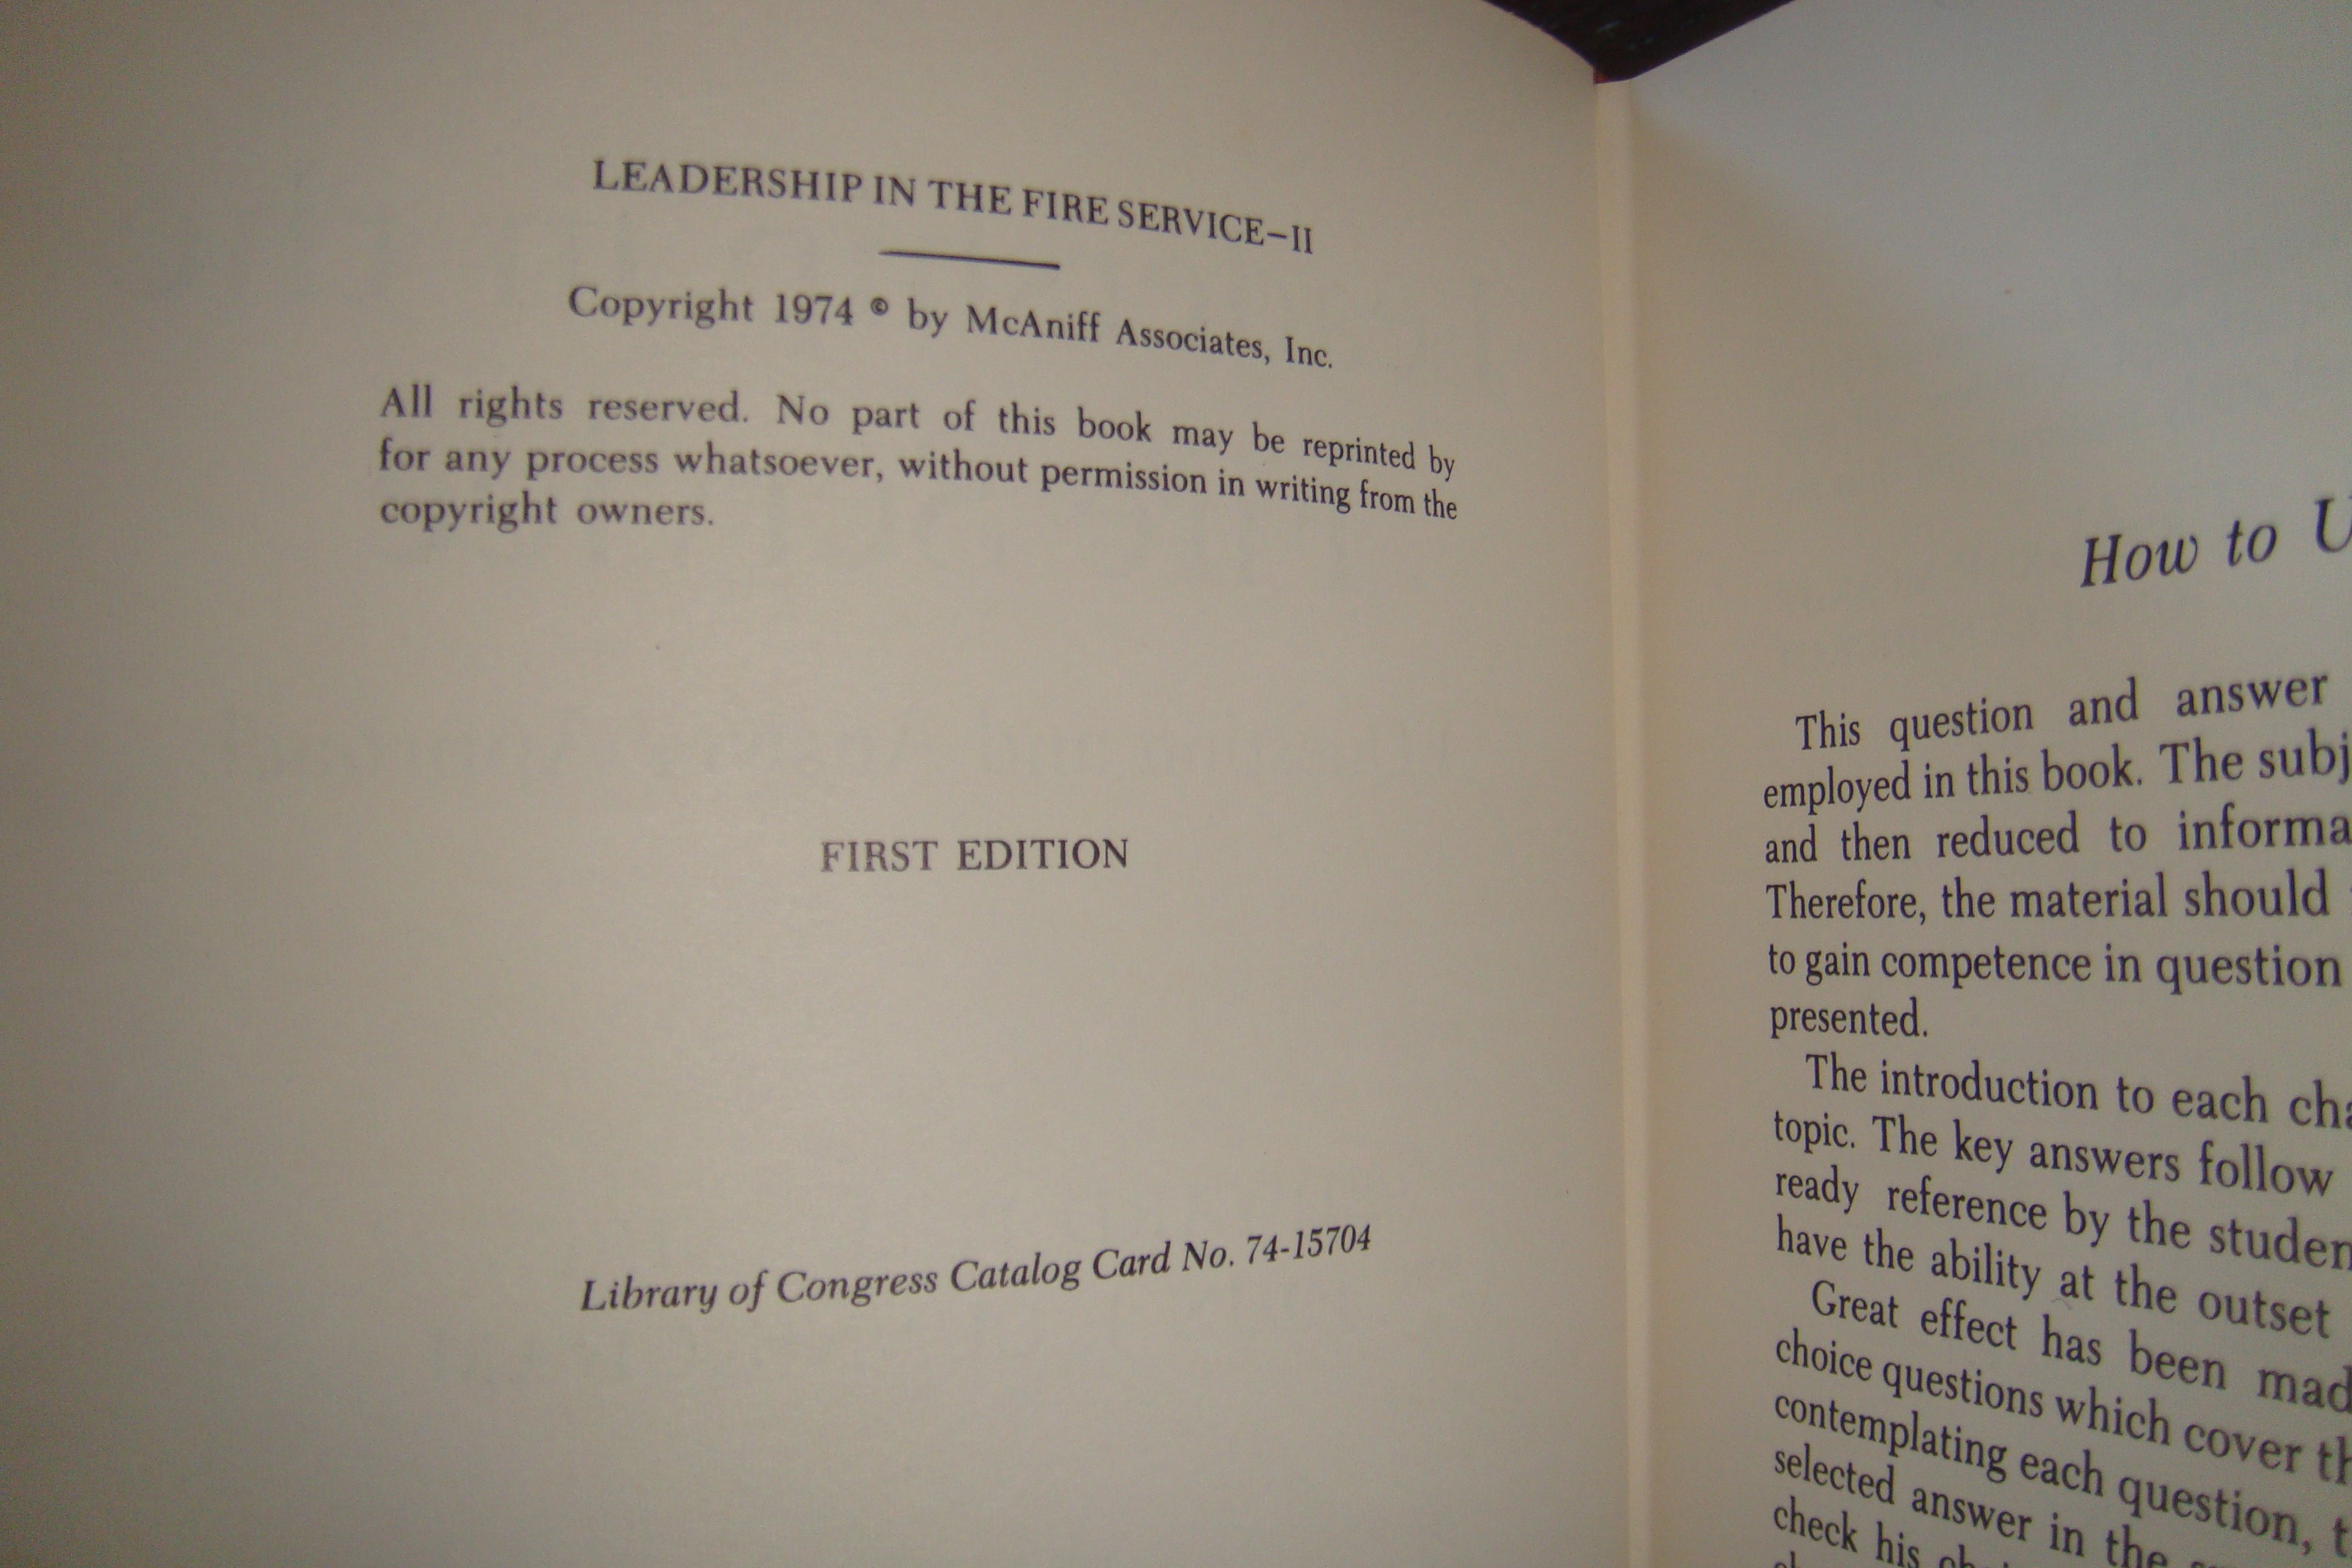 LEADERSHIP IN THE FIRE SERVICE–II
Copyright 1974 © by McAniff Associates, Inc.
All rights reserved. No part of this book may be reprinted by
for any process whatsoever, without permission in writing from the
copyright owners.
FIRST EDITION
Library of Congress Catalog Card No. 74-15704
How to
This question and answer
employed in this book. The
and then reduced to
Therefore, the material should
to gain competence in question
presented.
The introduction to each
topic. The key answers follow
ready reference by the
have the ability at the outset
Great effect has been
choice questions which cover
contemplating each question,
selected answer in the
check his